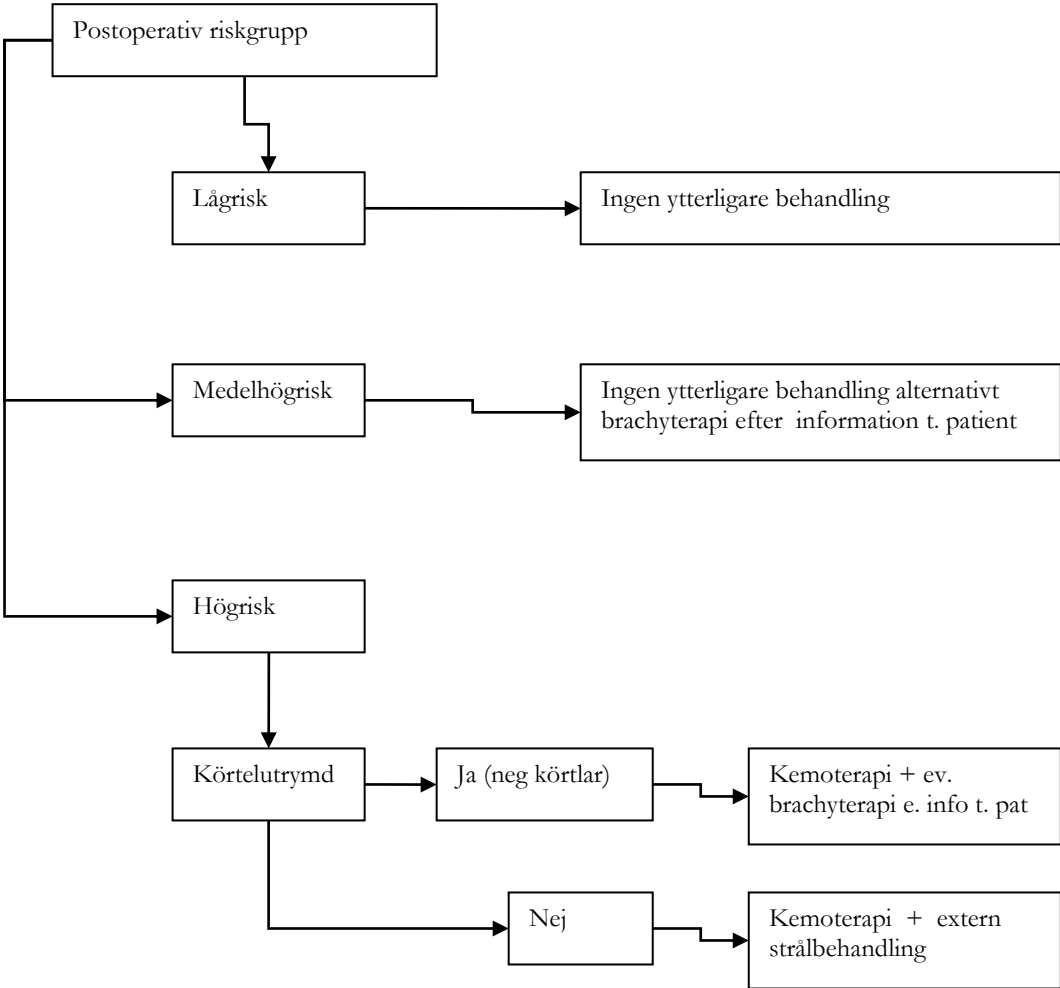 Postoperativ riskgrupp
Lågrisk
Ingen ytterligare behandling
Medelhögrisk
Ingen ytterligare behandling alternativt
brachyterapi efter information t. patient
Högrisk
Körtelutrymd
Ja (neg körtlar)
Kemoterapi + ev.
brachyterapi e. info t. pat
Nej
Kemoterapi + extern
strålbehandling